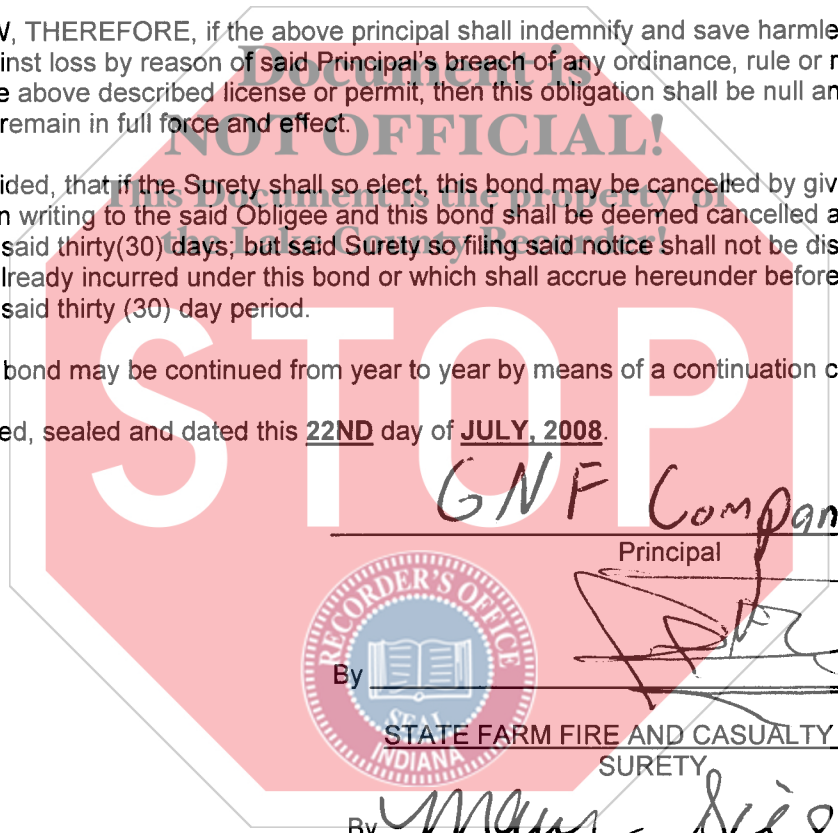 W, THEREFORE, if the above principal shall indemnify and save harmle
inst loss by reason of said Principal's breach of any ordinance, rule or r
e above described license or permit, then this obligation shall be null an
remain in full force and effect.
Document is
NOT OFFICIAL!
This Document is the property of
the Lake County Recorder!
ided, that if the Surety shall so elect, this bond may be cancelled by giv
n writing to the said Obligee and this bond shall be deemed cancelled a
said thirty(30) days; but said Surety so filing said notice shall not be dis
lready incurred under this bond or which shall accrue hereunder before
said thirty (30) day period.
STOP
bond may be continued from year to year by means of a continuation c
ed, sealed and dated this 22ND day of JULY, 2008.
GNF Compan
Principal
RECORDER'S OFFICE
SEAL
INDIANA
By
STATE FARM FIRE AND CASUALTY
SURETY
By